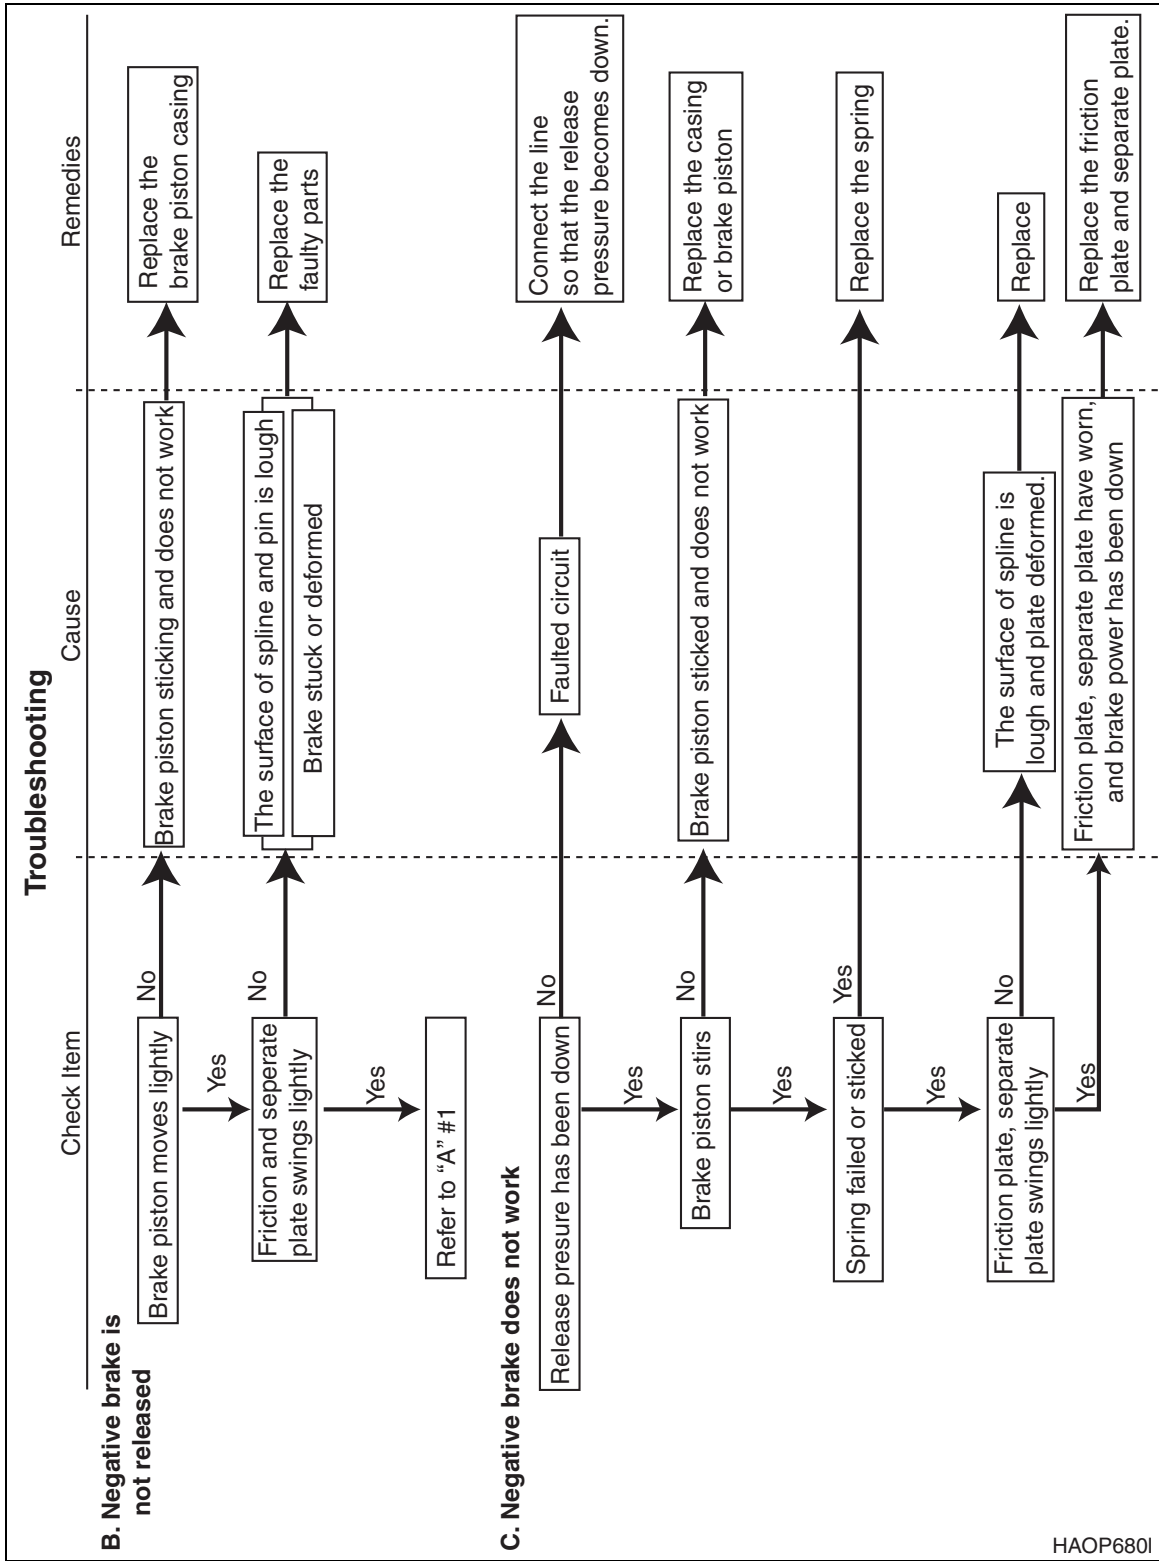 Troubleshooting
Check Item
Cause
Remedies
B. Negative brake is
not released
Brake piston moves lightly
No
Brake piston sticking and does not work
Replace the
brake piston casing
Yes
Friction and seperate
plate swings lightly
No
The surface of spline and pin is lough
Brake stuck or deformed
Replace the
faulty parts
Yes
Refer to “A” #1
C. Negative brake does not work
Release presure has been down
No
Faulted circuit
Connect the line
so that the release
pressure becomes down.
Yes
Brake piston stirs
No
Brake piston sticked and does not work
Replace the casing
or brake piston
Yes
Spring failed or sticked
Yes
Replace the spring
Yes
Friction plate, separate
plate swings lightly
No
The surface of spline is
lough and plate deformed.
Replace
Yes
Friction plate, separate plate have worn,
and brake power has been down
Replace the friction
plate and separate plate.
HAOP680l